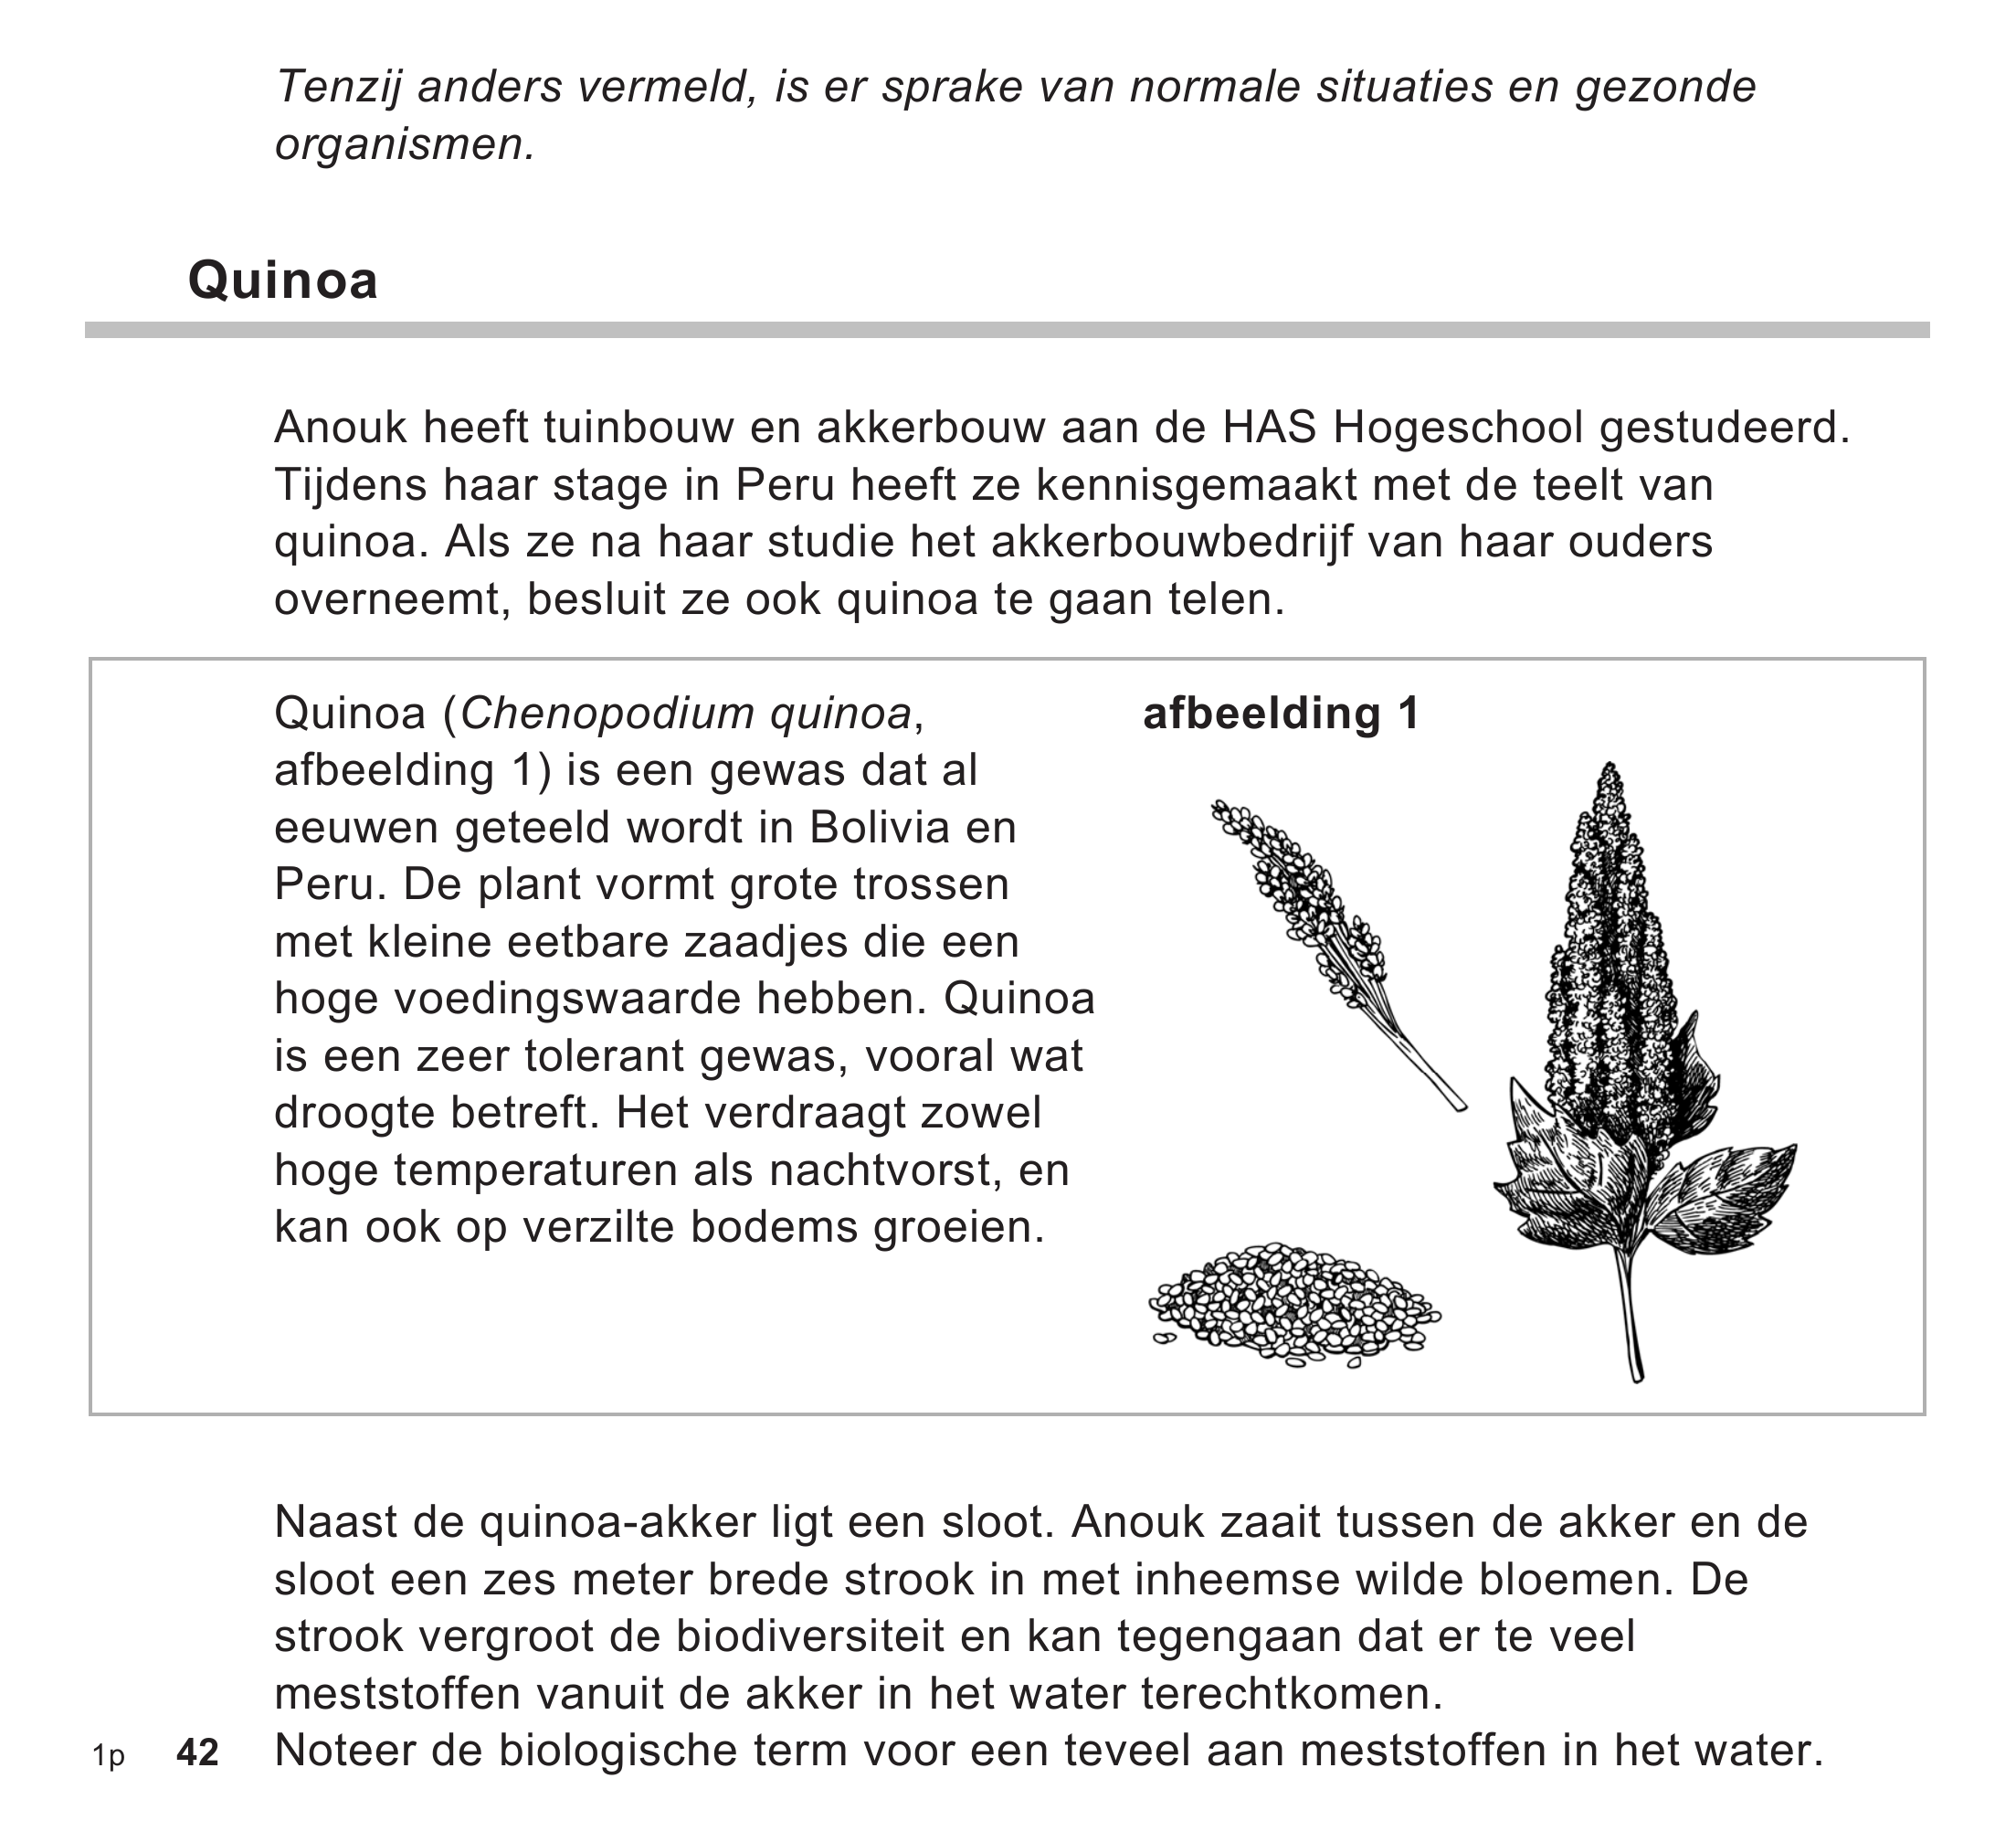 Tenzij anders vermeld, is er sprake van normale situaties en gezonde
organismen.
Quinoa
Anouk heeft tuinbouw en akkerbouw aan de HAS Hogeschool gestudeerd.
Tijdens haar stage in Peru heeft ze kennisgemaakt met de teelt van
quinoa. Als ze na haar studie het akkerbouwbedrijf van haar ouders
overneemt, besluit ze ook quinoa te gaan telen.
Quinoa (Chenopodium quinoa,
afbeelding 1) is een gewas dat al
eeuwen geteeld wordt in Bolivia en
Peru. De plant vormt grote trossen
met kleine eetbare zaadjes die een
hoge voedingswaarde hebben. Quinoa
is een zeer tolerant gewas, vooral wat
droogte betreft. Het verdraagt zowel
hoge temperaturen als nachtvorst, en
kan ook op verzilte bodems groeien.
afbeelding 1
Naast de quinoa-akker ligt een sloot. Anouk zaait tussen de akker en de
sloot een zes meter brede strook in met inheemse wilde bloemen. De
strook vergroot de biodiversiteit en kan tegengaan dat er te veel
meststoffen vanuit de akker in het water terechtkomen.
1p 42 Noteer de biologische term voor een teveel aan meststoffen in het water.